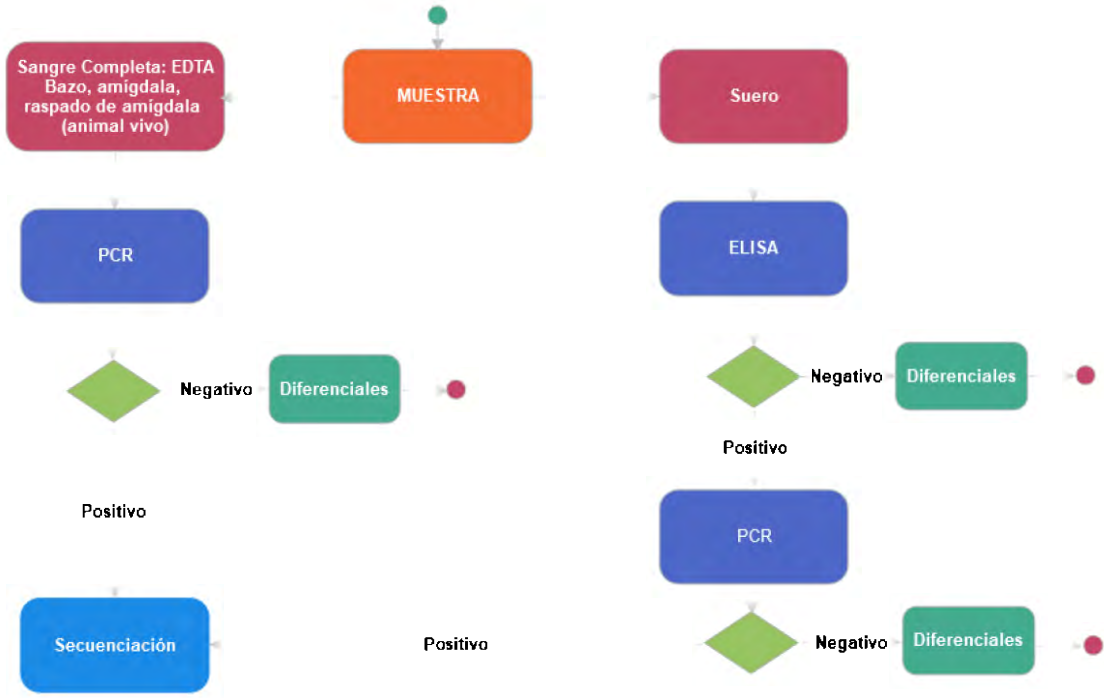 Sangre Completa: EDTA
Bazo, amígdala,
raspado de amígdala
(animal vivo)
MUESTRA
Suero
PCR
ELISA
Negativo
Diferenciales
Negativo
Diferenciales
Positivo
Positivo
PCR
Secuenciación
Positivo
Negativo
Diferenciales